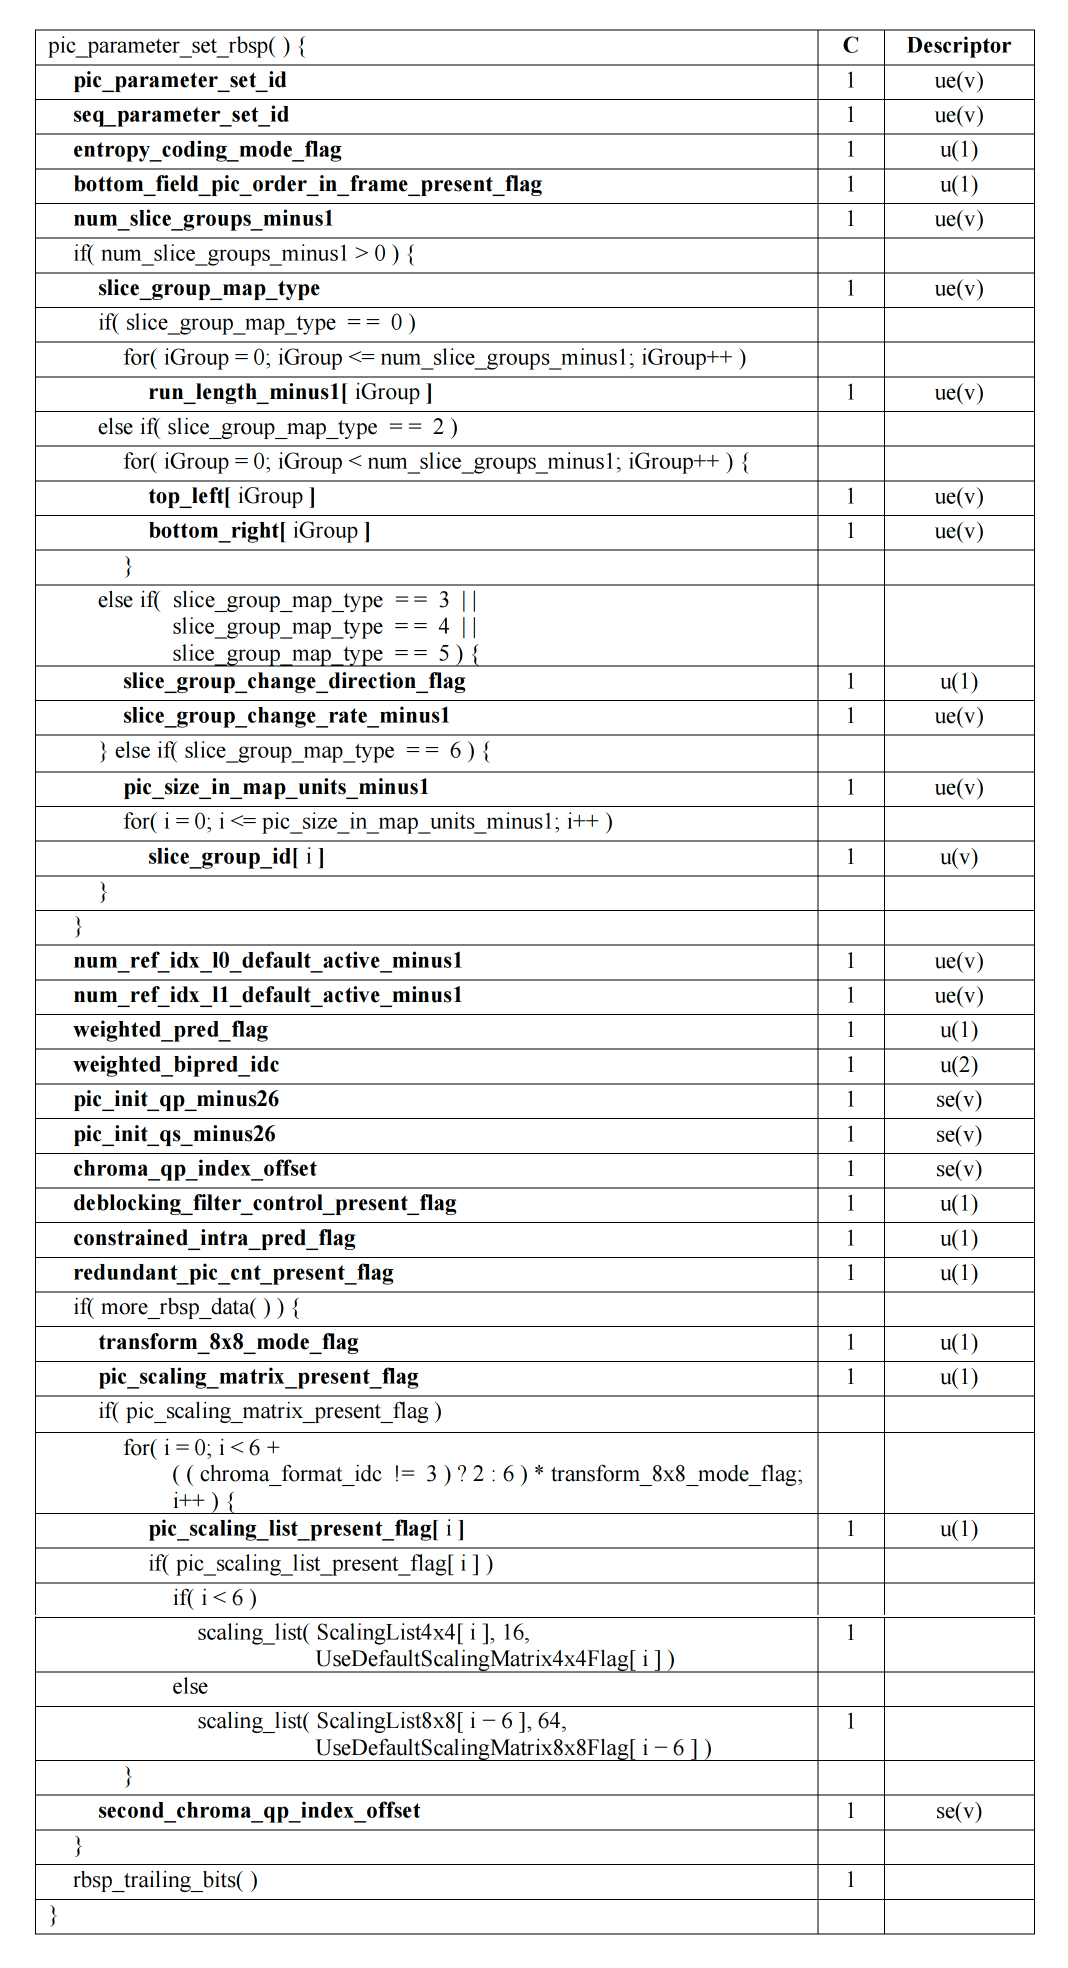 pic_parameter_set_rbsp( ) { C Descriptor
pic_parameter_set_id 1 ue(v)
seq_parameter_set_id 1 ue(v)
entropy_coding_mode_flag 1 u(1)
bottom_field_pic_order_in_frame_present_flag 1 u(1)
num_slice_groups_minus1 1 ue(v)
if( num_slice_groups_minus1 > 0 ) {
slice_group_map_type 1 ue(v)
if( slice_group_map_type = = 0 )
for( iGroup = 0; iGroup <= num_slice_groups_minus1; iGroup++ )
run_length_minus1[ iGroup ] 1 ue(v)
else if( slice_group_map_type = = 2 )
for( iGroup = 0; iGroup < num_slice_groups_minus1; iGroup++ ) {
top_left[ iGroup ] 1 ue(v)
bottom_right[ iGroup ] 1 ue(v)
}
else if( slice_group_map_type = = 3 | |
slice_group_map_type = = 4 | |
slice_group_map_type = = 5 ) {
slice_group_change_direction_flag 1 u(1)
slice_group_change_rate_minus1 1 ue(v)
} else if( slice_group_map_type = = 6 ) {
pic_size_in_map_units_minus1 1 ue(v)
for( i = 0; i <= pic_size_in_map_units_minus1; i++ )
slice_group_id[ i ] 1 u(v)
}
}
num_ref_idx_l0_default_active_minus1 1 ue(v)
num_ref_idx_l1_default_active_minus1 1 ue(v)
weighted_pred_flag 1 u(1)
weighted_bipred_idc 1 u(2)
pic_init_qp_minus26 1 se(v)
pic_init_qs_minus26 1 se(v)
chroma_qp_index_offset 1 se(v)
deblocking_filter_control_present_flag 1 u(1)
constrained_intra_pred_flag 1 u(1)
redundant_pic_cnt_present_flag 1 u(1)
if( more_rbsp_data( ) ) {
transform_8x8_mode_flag 1 u(1)
pic_scaling_matrix_present_flag 1 u(1)
if( pic_scaling_matrix_present_flag )
for( i = 0; i < 6 +
( ( chroma_format_idc != 3 ) ? 2 : 6 ) * transform_8x8_mode_flag;
i++ ) {
pic_scaling_list_present_flag[ i ] 1 u(1)
if( pic_scaling_list_present_flag[ i ] )
if( i < 6 )
scaling_list( ScalingList4x4[ i ], 16, 1
UseDefaultScalingMatrix4x4Flag[ i ] )
else
scaling_list( ScalingList8x8[ i − 6 ], 64, 1
UseDefaultScalingMatrix8x8Flag[ i − 6 ] )
}
second_chroma_qp_index_offset 1 se(v)
}
rbsp_trailing_bits( ) 1
}